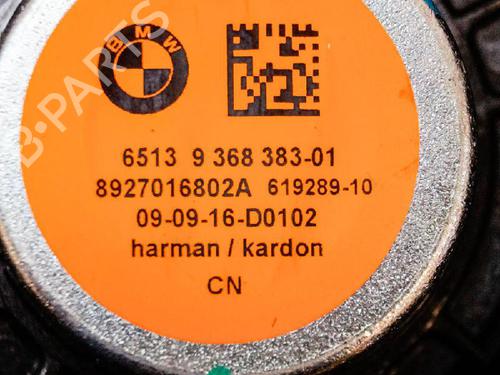 BMW
B-PARTS
6513 9 368 383-01
8927016802A 619289-10
09-09-16-D0102
harman / kardon
CN